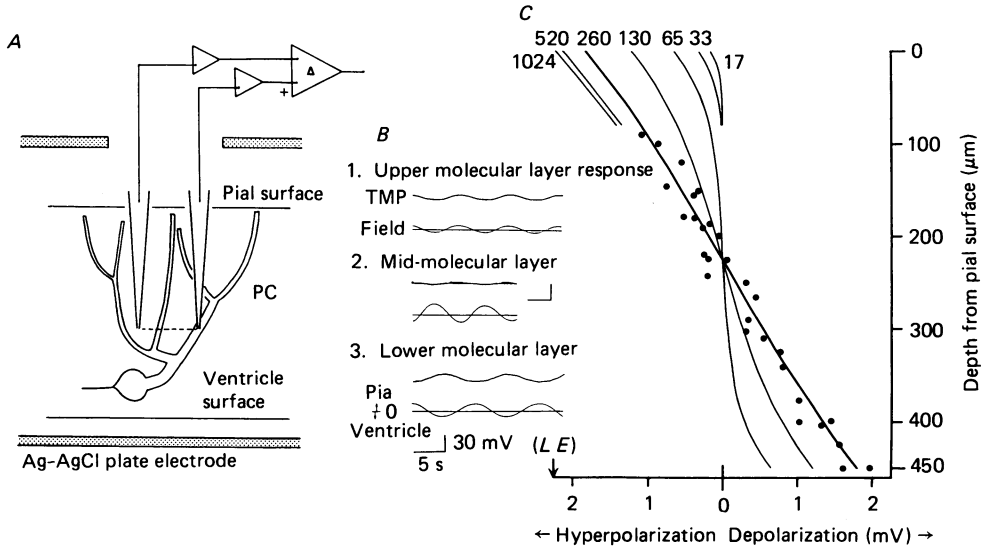 A
Δ
+
Pial surface
PC
Ventricle
surface
Ag–AgCl plate electrode
B
1. Upper molecular layer response
TMP
Field
2. Mid-molecular layer
3. Lower molecular layer
Pia
+0
Ventricle
30 mV
5 s
C
520 260 130 65 33
1024
17
0
100
200
300
400
450
Depth from pial surface (µm)
(L E)
2 1 0 1 2
← Hyperpolarization Depolarization (mV) →